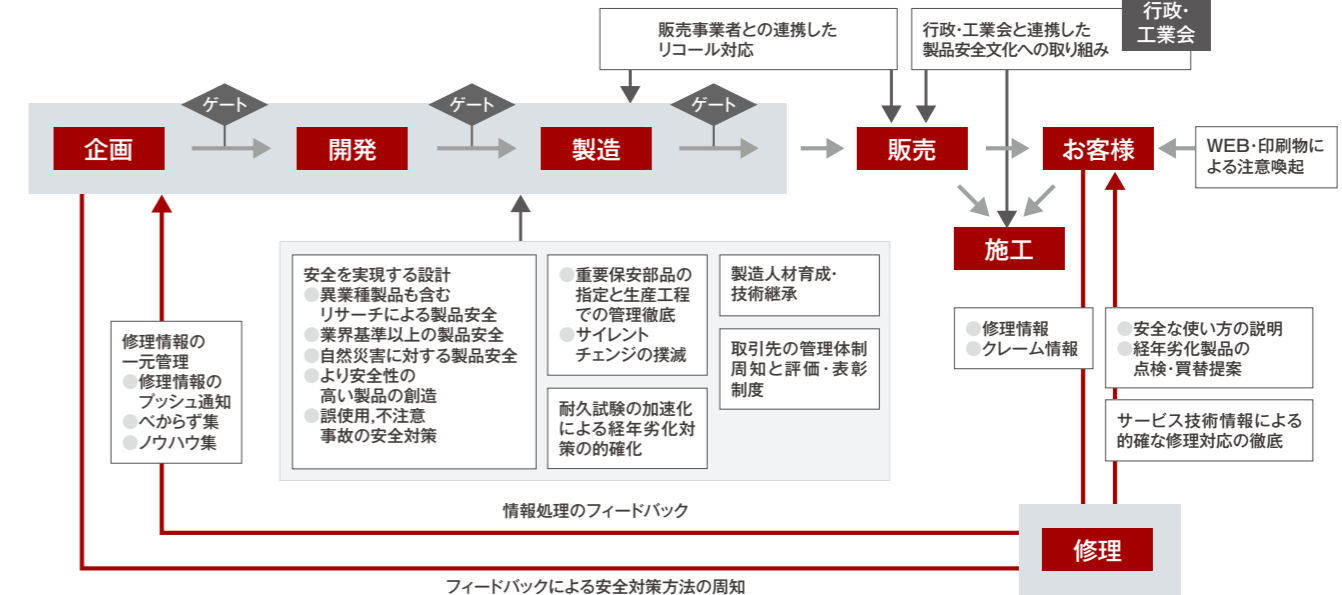 行政・
工業会
販売事業者との連携した
リコール対応
行政・工業会と連携した
製品安全文化への取り組み
ゲート
ゲート
ゲート
企画
開発
製造
販売
お客様
WEB・印刷物に
よる注意喚起
施工
安全を実現する設計
●異業種製品も含む
リサーチによる製品安全
●業界基準以上の製品安全
●自然災害に対する製品安全
●より安全性の
高い製品の創造
●誤使用,不注意
事故の安全対策
●重要保安部品の
指定と生産工程
での管理徹底
●サイレント
チェンジの撲滅
耐久試験の加速化
による経年劣化対
策の的確化
製造人材育成・
技術継承
取引先の管理体制
周知と評価・表彰
制度
修理情報の
一元管理
●修理情報の
プッシュ通知
●べからず集
●ノウハウ集
●修理情報
●クレーム情報
●安全な使い方の説明
●経年劣化製品の
点検・買替提案
サービス技術情報による
的確な修理対応の徹底
情報処理のフィードバック
修理
フィードバックによる安全対策方法の周知